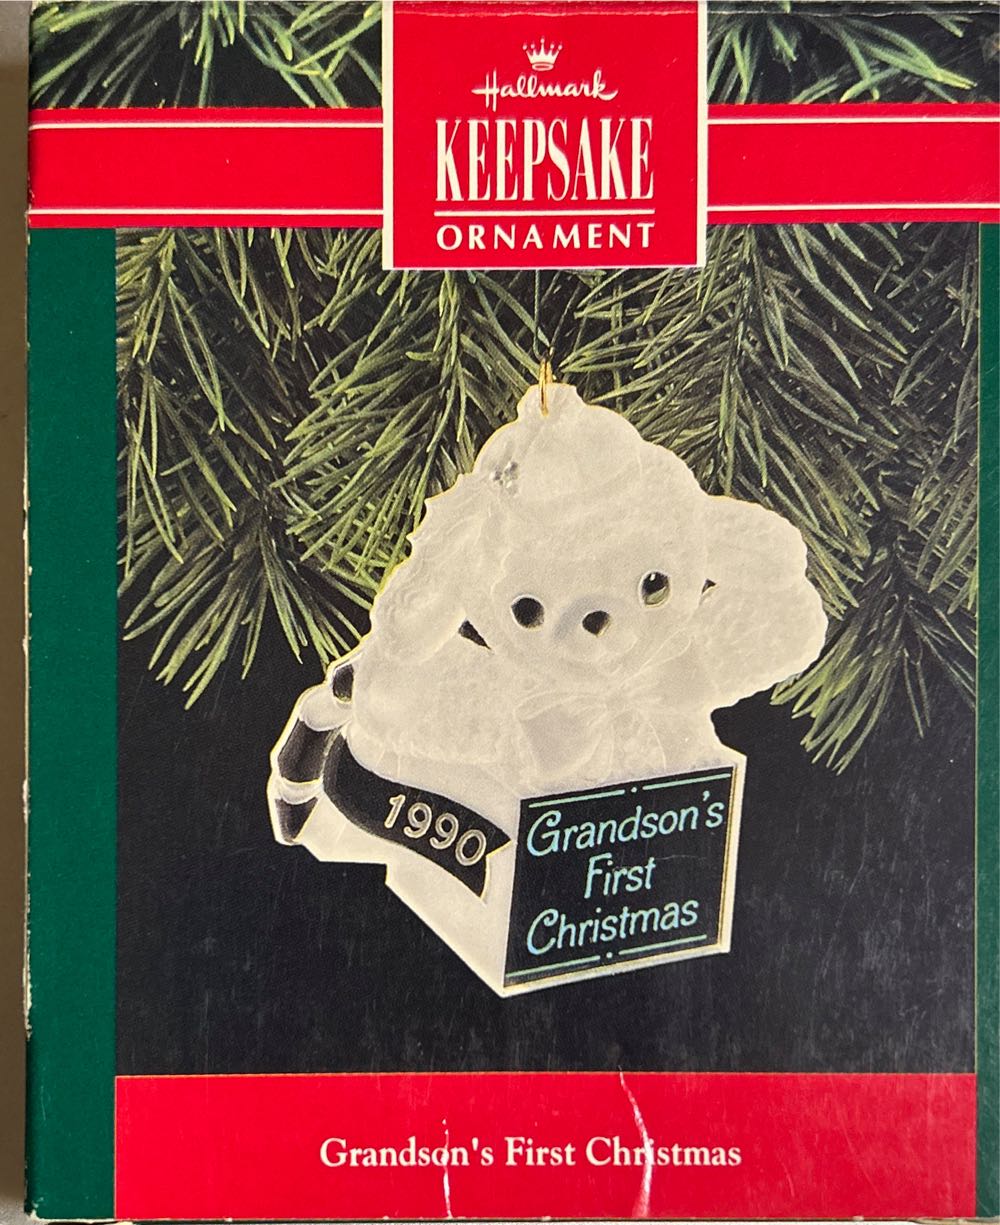 Hallmark
KEEPSAKE
ORNAMENT
1990
Grandson's
First
Christmas
Grandson's First Christmas